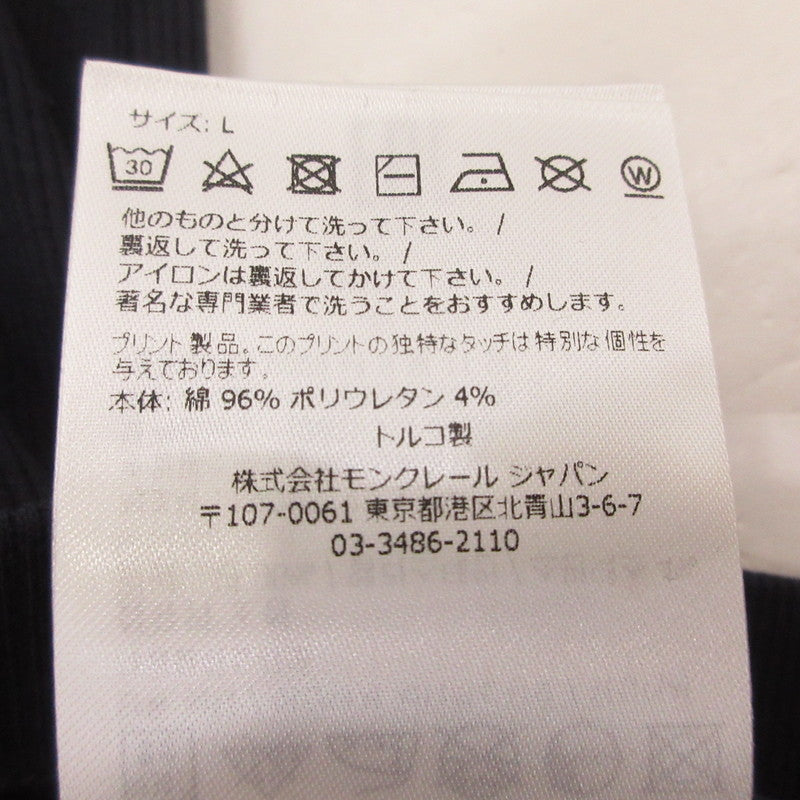 サイズ: L
30
W
他のものと分けて洗って下さい。 /
裏返して洗って下さい。 /
アイロンは裏返してかけて下さい。 /
著名な専門業者で洗うことをおすすめします。
プリント製品。このプリントの独特なタッチは特別な個性を
与えております。
本体: 綿 96% ポリウレタン 4%
トルコ製
株式会社モンクレール ジャパン
〒107-0061 東京都港区北青山3-6-7
03-3486-2110